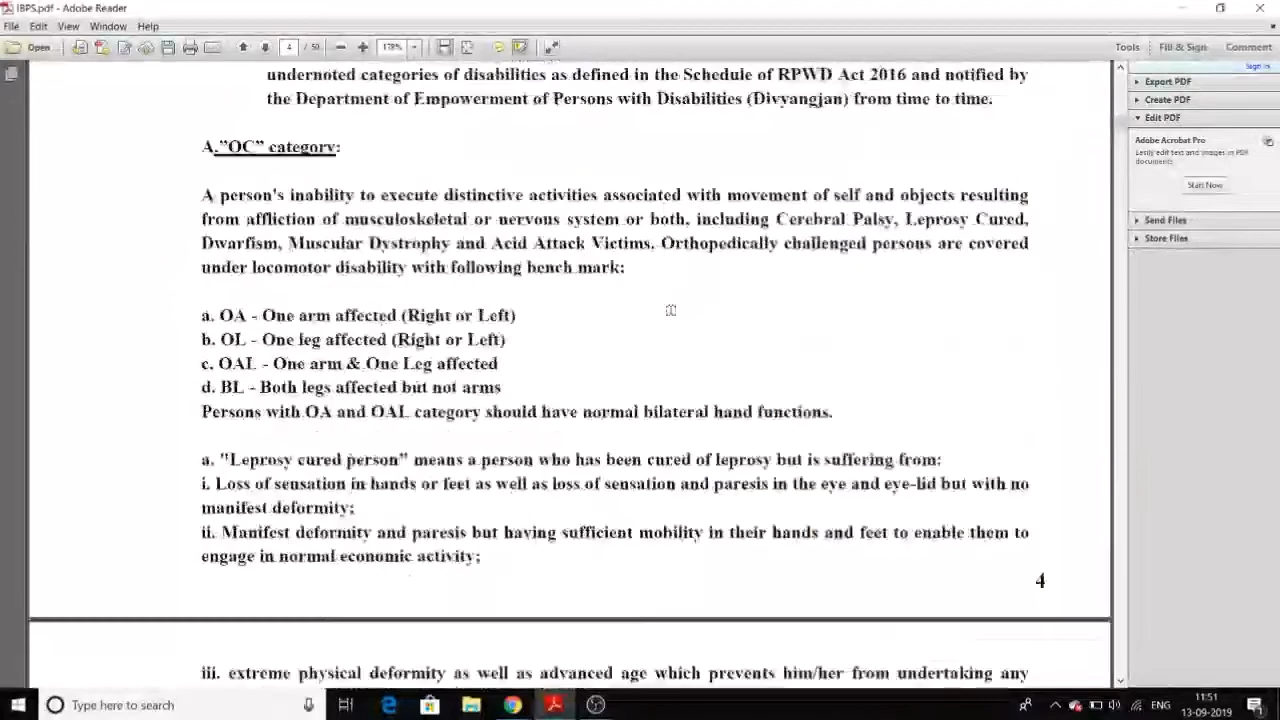 IBPS.pdf - Adobe Reader
File Edit View Window Help
Open 4 / 50 178% Tools Fill & Sign Comment
Sign In
Export PDF
Create PDF
Edit PDF
Adobe Acrobat Pro
Easily edit text and images in PDF
documents
Start Now
Send Files
Store Files
undernoted categories of disabilities as defined in the Schedule of RPWD Act 2016 and notified by
the Department of Empowerment of Persons with Disabilities (Divyangjan) from time to time.
A."OC" category:
A person's inability to execute distinctive activities associated with movement of self and objects resulting
from affliction of musculoskeletal or nervous system or both, including Cerebral Palsy, Leprosy Cured,
Dwarfism, Muscular Dystrophy and Acid Attack Victims. Orthopedically challenged persons are covered
under locomotor disability with following bench mark:
a. OA - One arm affected (Right or Left)
b. OL - One leg affected (Right or Left)
c. OAL - One arm & One Leg affected
d. BL - Both legs affected but not arms
Persons with OA and OAL category should have normal bilateral hand functions.
a. "Leprosy cured person" means a person who has been cured of leprosy but is suffering from:
i. Loss of sensation in hands or feet as well as loss of sensation and paresis in the eye and eye-lid but with no
manifest deformity;
ii. Manifest deformity and paresis but having sufficient mobility in their hands and feet to enable them to
engage in normal economic activity;
4
iii. extreme physical deformity as well as advanced age which prevents him/her from undertaking any
Type here to search
ENG
11:51
13-09-2019